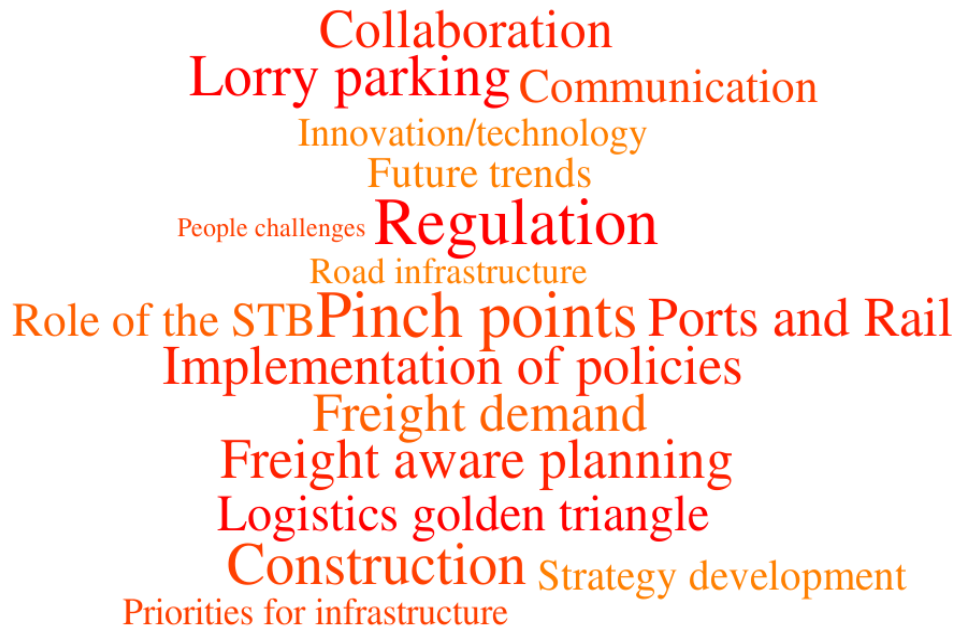 Collaboration
Lorry parking Communication
Innovation/technology
Future trends
People challenges Regulation
Road infrastructure
Role of the STB Pinch points Ports and Rail
Implementation of policies
Freight demand
Freight aware planning
Logistics golden triangle
Construction Strategy development
Priorities for infrastructure